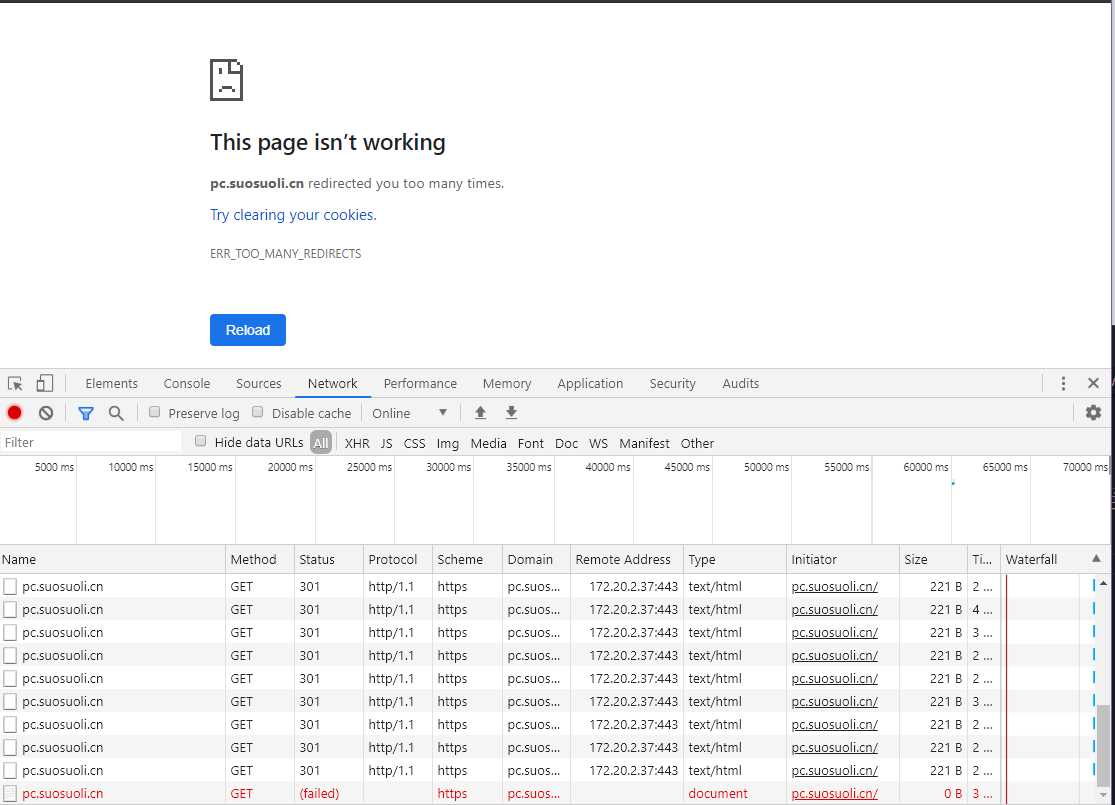 This page isn’t working
pc.suosuoli.cn redirected you too many times.
Try clearing your cookies.
ERR_TOO_MANY_REDIRECTS
Reload
Elements Console Sources Network Performance Memory Application Security Audits
Preserve log Disable cache Online
Filter Hide data URLs All XHR JS CSS Img Media Font Doc WS Manifest Other
5000 ms 10000 ms 15000 ms 20000 ms 25000 ms 30000 ms 35000 ms 40000 ms 45000 ms 50000 ms 55000 ms 60000 ms 65000 ms 70000 ms
Name Method Status Protocol Scheme Domain Remote Address Type Initiator Size Ti... Waterfall
pc.suosuoli.cn GET 301 http/1.1 https pc.suos... 172.20.2.37:443 text/html pc.suosuoli.cn/ 221 B 2 ...
pc.suosuoli.cn GET 301 http/1.1 https pc.suos... 172.20.2.37:443 text/html pc.suosuoli.cn/ 221 B 4 ...
pc.suosuoli.cn GET 301 http/1.1 https pc.suos... 172.20.2.37:443 text/html pc.suosuoli.cn/ 221 B 3 ...
pc.suosuoli.cn GET 301 http/1.1 https pc.suos... 172.20.2.37:443 text/html pc.suosuoli.cn/ 221 B 2 ...
pc.suosuoli.cn GET 301 http/1.1 https pc.suos... 172.20.2.37:443 text/html pc.suosuoli.cn/ 221 B 2 ...
pc.suosuoli.cn GET 301 http/1.1 https pc.suos... 172.20.2.37:443 text/html pc.suosuoli.cn/ 221 B 3 ...
pc.suosuoli.cn GET 301 http/1.1 https pc.suos... 172.20.2.37:443 text/html pc.suosuoli.cn/ 221 B 2 ...
pc.suosuoli.cn GET 301 http/1.1 https pc.suos... 172.20.2.37:443 text/html pc.suosuoli.cn/ 221 B 2 ...
pc.suosuoli.cn GET 301 http/1.1 https pc.suos... 172.20.2.37:443 text/html pc.suosuoli.cn/ 221 B 2 ...
pc.suosuoli.cn GET (failed) https pc.suos... document pc.suosuoli.cn/ 0 B 3 ...